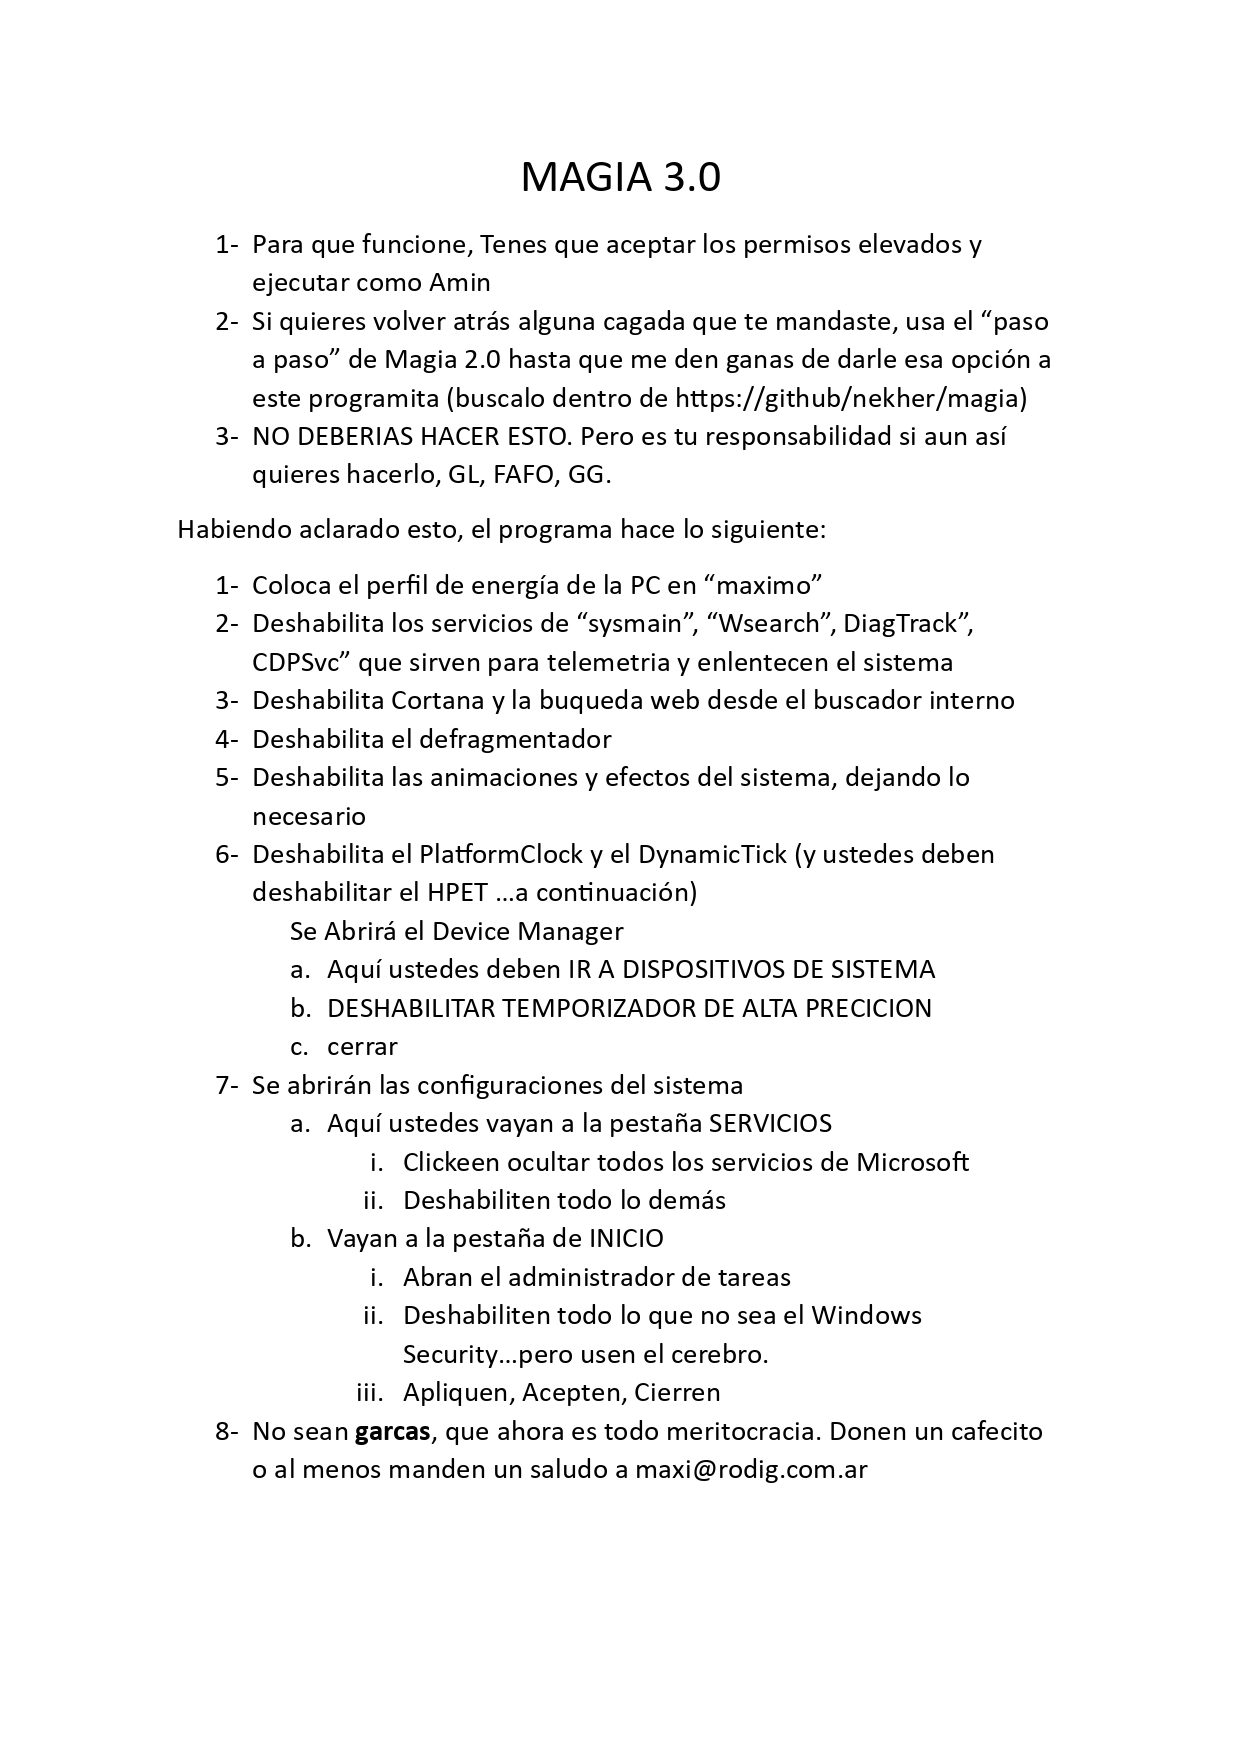 MAGIA 3.0
1- Para que funcione, Tenes que aceptar los permisos elevados y
ejecutar como Amin
2- Si quieres volver atrás alguna cagada que te mandaste, usa el “paso
a paso” de Magia 2.0 hasta que me den ganas de darle esa opción a
este programita (buscalo dentro de https://github/nekher/magia)
3- NO DEBERIAS HACER ESTO. Pero es tu responsabilidad si aun así
quieres hacerlo, GL, FAFO, GG.
Habiendo aclarado esto, el programa hace lo siguiente:
1- Coloca el perfil de energía de la PC en “maximo”
2- Deshabilita los servicios de “sysmain”, “Wsearch”, DiagTrack”,
CDPSvc” que sirven para telemetria y enlentecen el sistema
3- Deshabilita Cortana y la buqueda web desde el buscador interno
4- Deshabilita el defragmentador
5- Deshabilita las animaciones y efectos del sistema, dejando lo
necesario
6- Deshabilita el PlatformClock y el DynamicTick (y ustedes deben
deshabilitar el HPET …a continuación)
Se Abrirá el Device Manager
a. Aquí ustedes deben IR A DISPOSITIVOS DE SISTEMA
b. DESHABILITAR TEMPORIZADOR DE ALTA PRECICION
c. cerrar
7- Se abrirán las configuraciones del sistema
a. Aquí ustedes vayan a la pestaña SERVICIOS
i. Clickeen ocultar todos los servicios de Microsoft
ii. Deshabiliten todo lo demás
b. Vayan a la pestaña de INICIO
i. Abran el administrador de tareas
ii. Deshabiliten todo lo que no sea el Windows
Security…pero usen el cerebro.
iii. Apliquen, Acepten, Cierren
8- No sean garcas, que ahora es todo meritocracia. Donen un cafecito
o al menos manden un saludo a maxi@rodig.com.ar